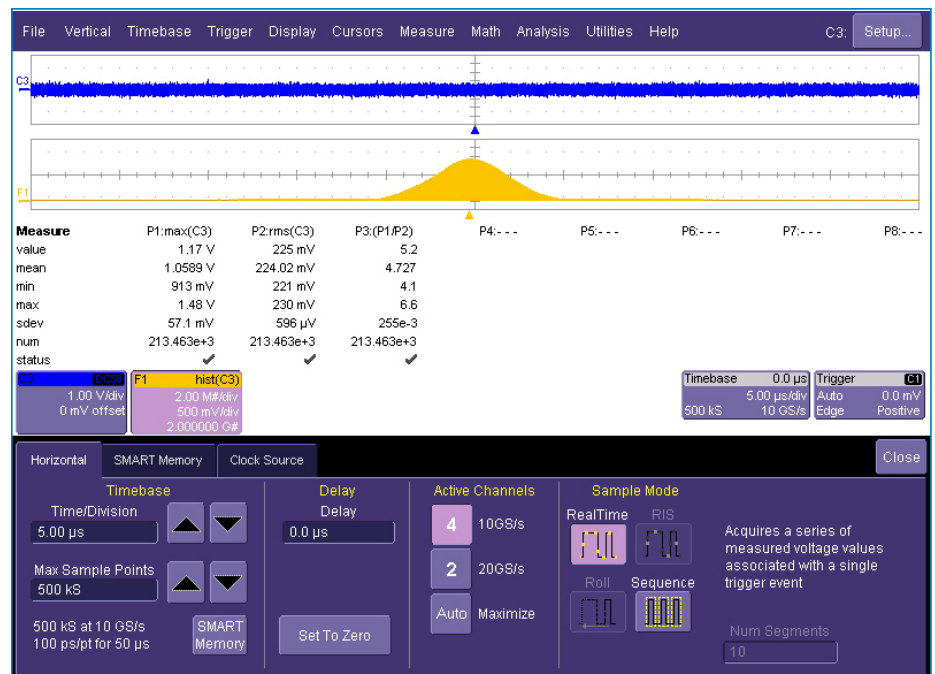 File Vertical Timebase Trigger Display Cursors Measure Math Analysis Utilities Help C3: Setup...
C3
F1
Measure P1:max(C3) P2:rms(C3) P3:(P1/P2) P4:- - - P5:- - - P6:- - - P7:- - - P8:- - -
value 1.17 V 225 mV 5.2
mean 1.0589 V 224.02 mV 4.727
min 913 mV 221 mV 4.1
max 1.48 V 230 mV 6.6
sdev 57.1 mV 596 µV 255e-3
num 213.463e+3 213.463e+3 213.463e+3
status
C3 DC50 F1 hist(C3) Timebase 0.0 µs Trigger C1
1.00 V/div 2.00 M#/div 5.00 µs/div Auto 0.0 mV
0 mV offset 500 mV/div 500 kS 10 GS/s Edge Positive
2.000000 G#
Horizontal SMART Memory Clock Source Close
Timebase Delay Active Channels Sample Mode
Time/Division Delay RealTime RIS
5.00 µs 0.0 µs 4 10GS/s
Acquires a series of
measured voltage values
associated with a single
trigger event
Max Sample Points 2 20GS/s Roll Sequence
500 kS
Auto Maximize
500 kS at 10 GS/s SMART
100 ps/pt for 50 µs Memory
Set To Zero
Num Segments
10